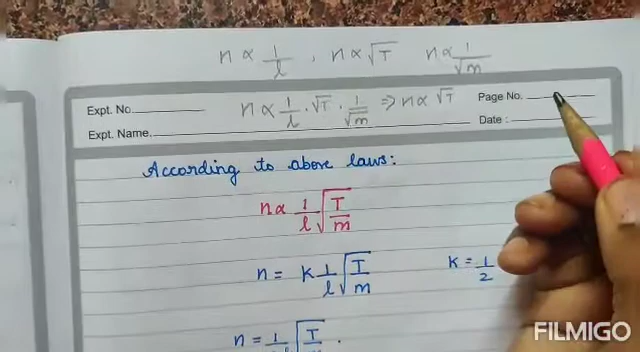 n ∝ 1/l , n ∝ √T n ∝ 1/√m
Expt. No. n ∝ 1/l · √T · 1/√m ⇒ n ∝ √T Page No.
Expt. Name. Date :
According to above laws:
n ∝ 1/l √T/m
n = K 1/l √T/m K = 1/2
n = √T/m .
FILMIGO